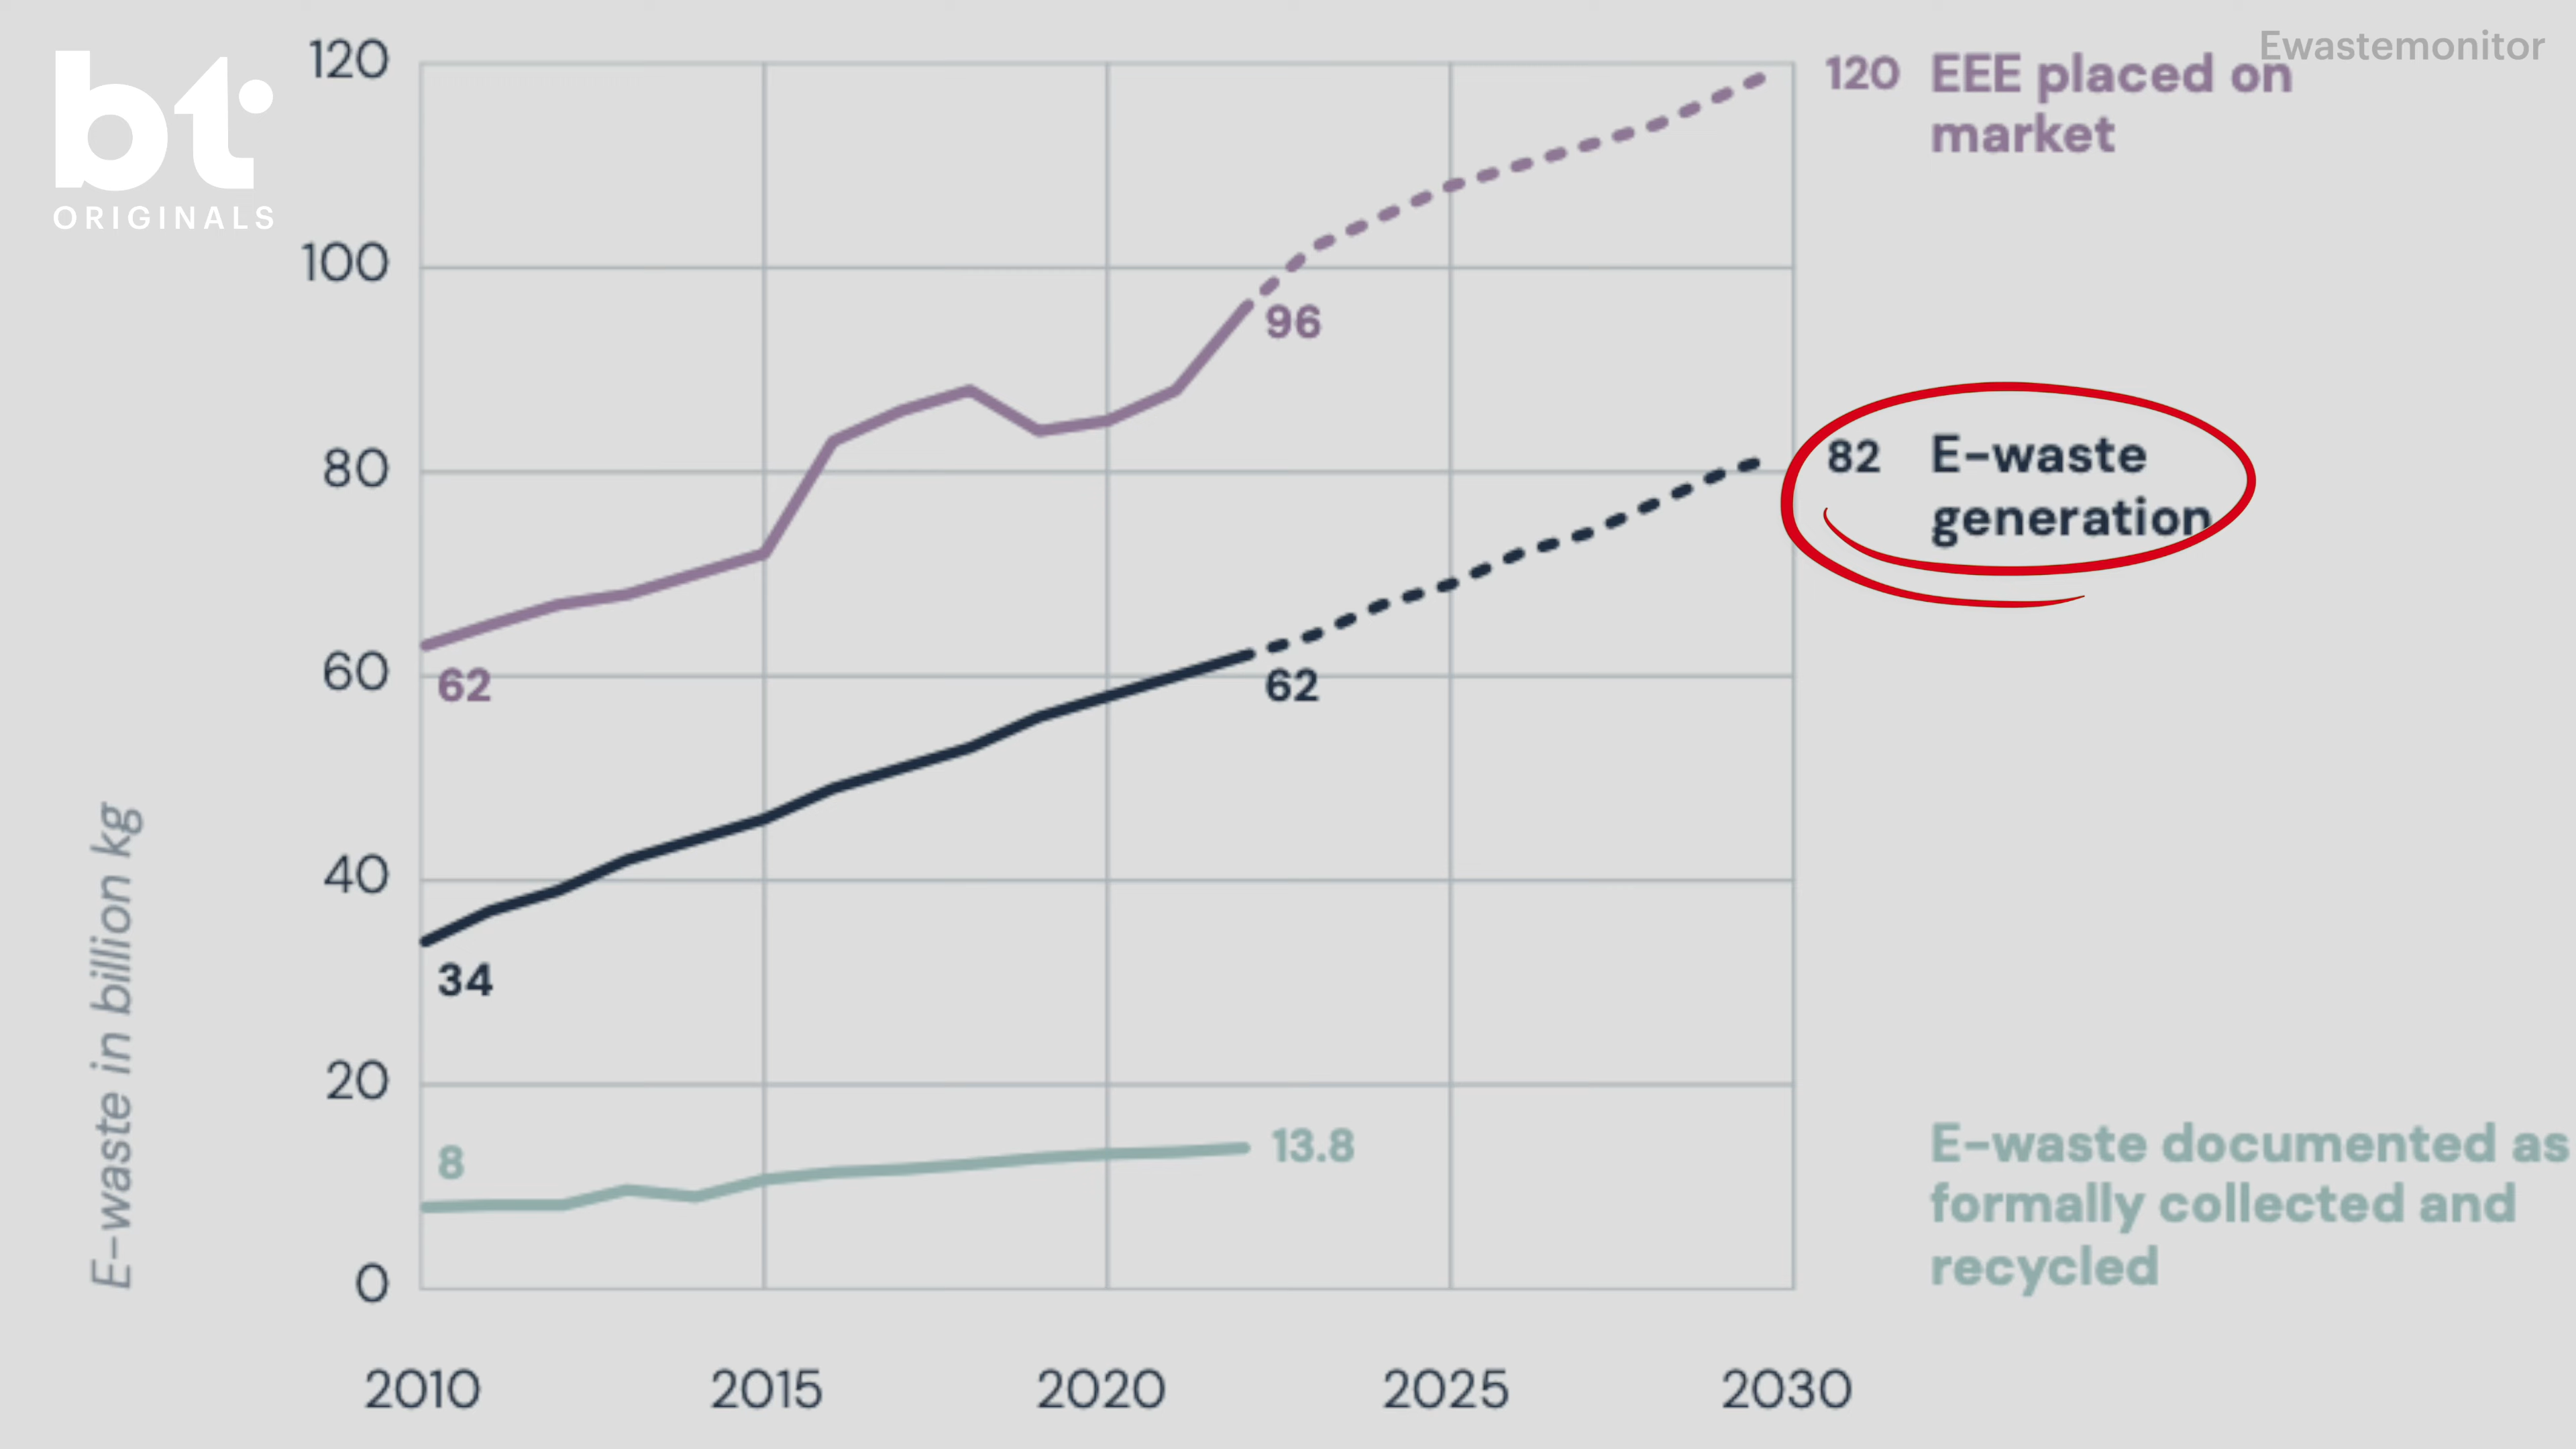 bt
ORIGINALS
Ewastemonitor
120
100
80
60
40
20
0
E-waste in billion kg
2010
2015
2020
2025
2030
120 EEE placed on
market
96
62
82 E-waste
generation
62
34
8
13.8
E-waste documented as
formally collected and
recycled